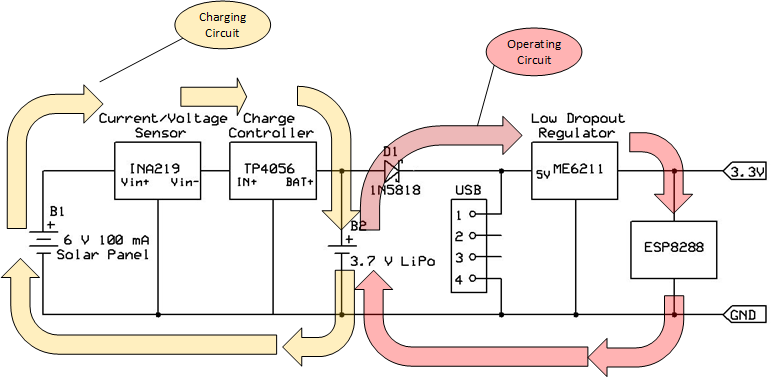 Charging
Circuit
Operating
Circuit
Current/Voltage
Sensor
Charge
Controller
Low Dropout
Regulator
D1
INA219
Vin+ Vin-
TP4056
IN+ BAT+
1N5818
5V ME6211
3.3V
USB
B1
+
6 V 100 mA
Solar Panel
B2
+
3.7 V LiPo
1
2
3
4
ESP8288
GND